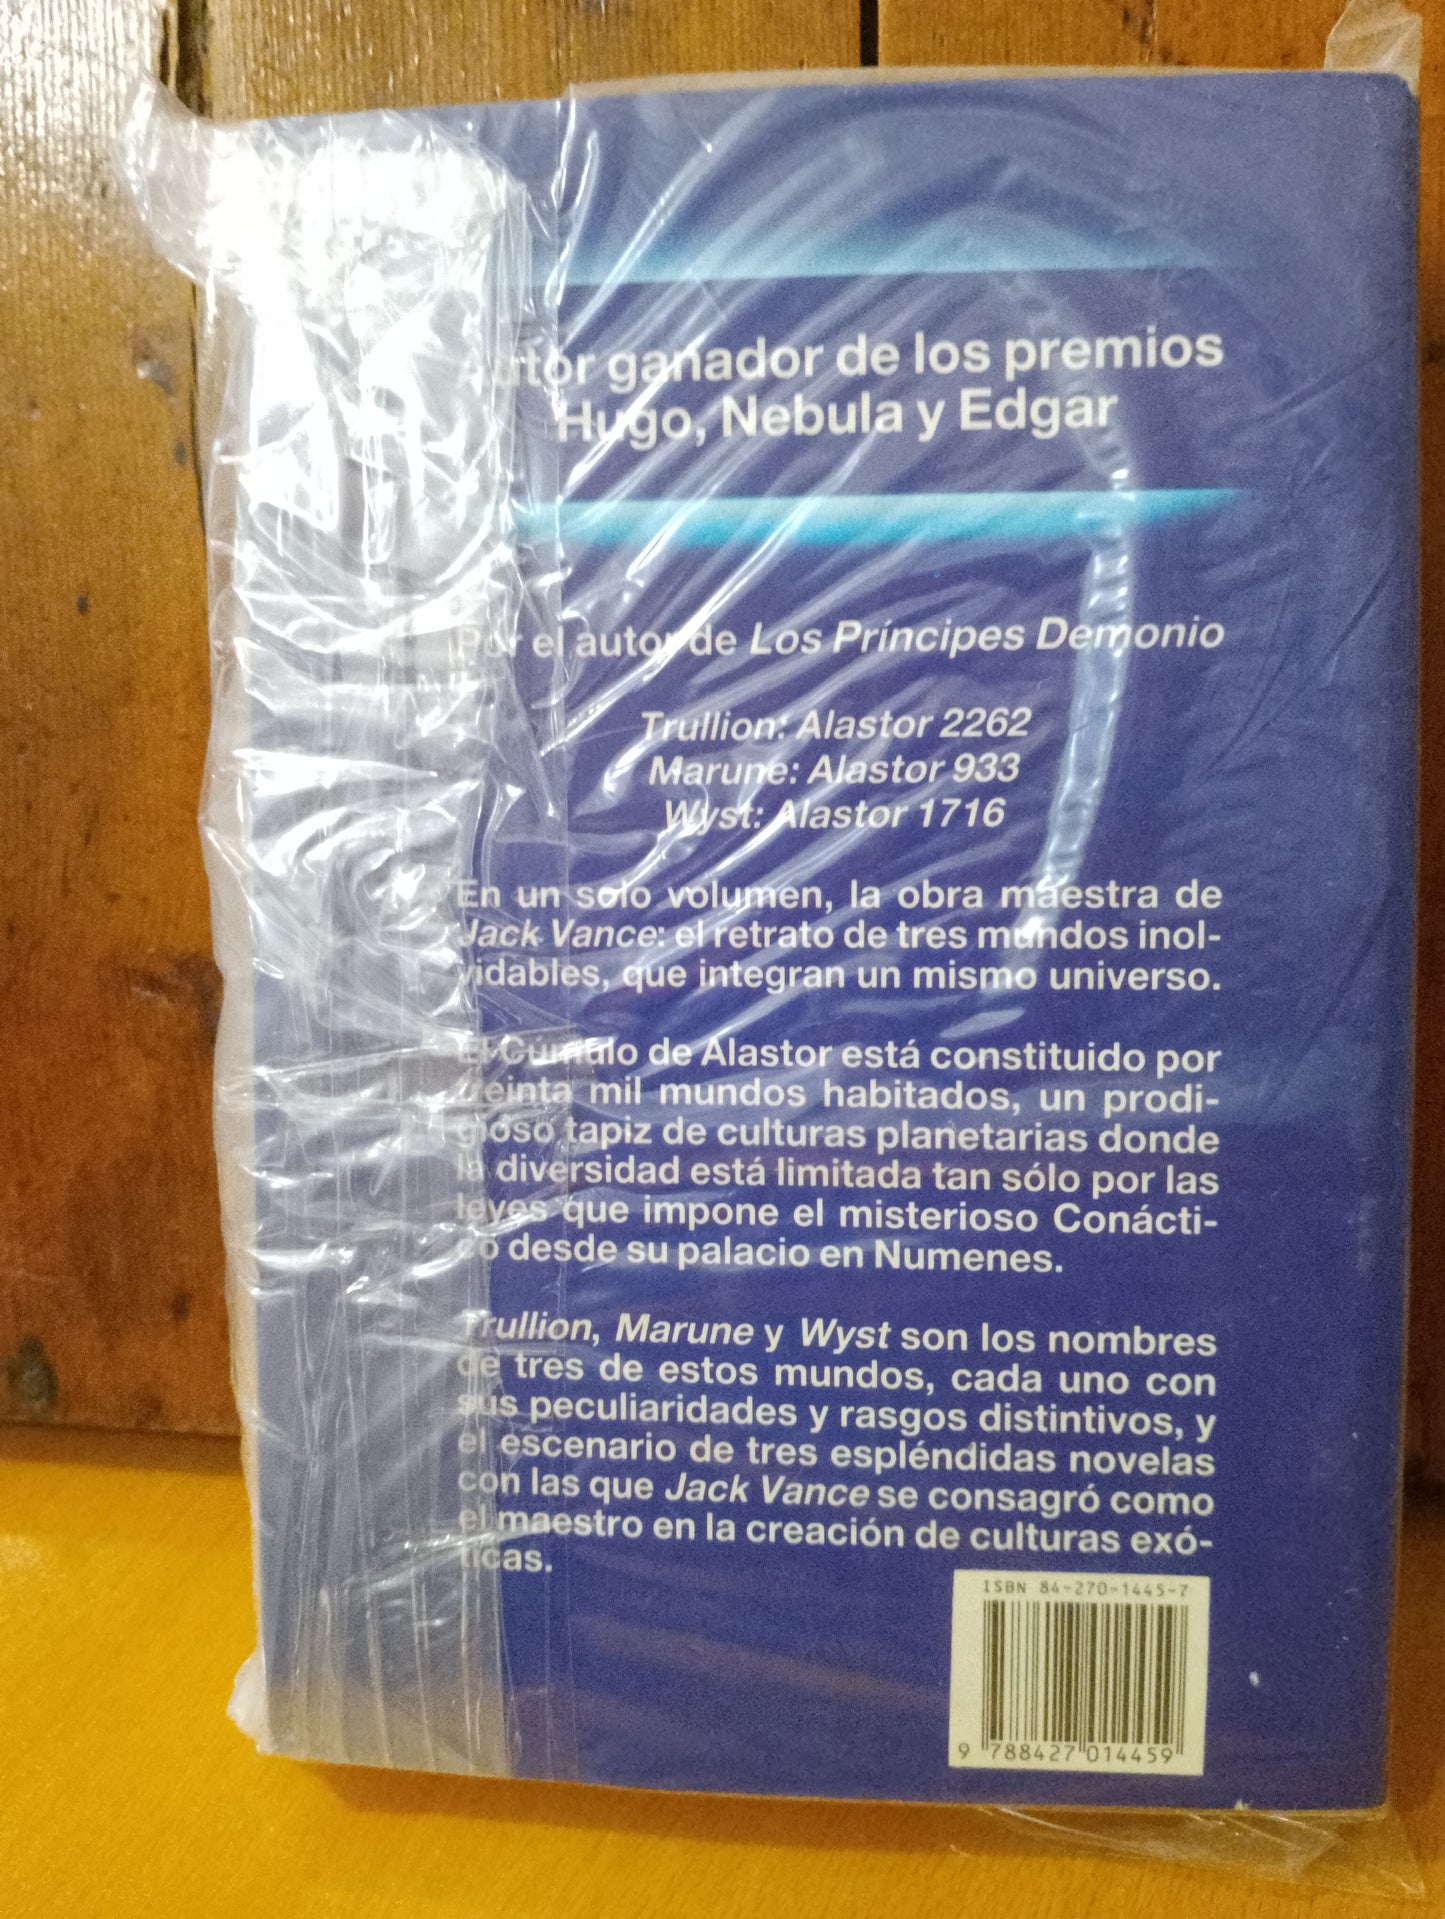 Autor ganador de los premios
Hugo, Nebula y Edgar
Por el autor de Los Príncipes Demonio
Trullion: Alastor 2262
Marune: Alastor 933
Wyst: Alastor 1716
En un solo volumen, la obra maestra de
Jack Vance: el retrato de tres mundos inol-
vidables, que integran un mismo universo.
El Cúmulo de Alastor está constituido por
treinta mil mundos habitados, un prodi-
gioso tapiz de culturas planetarias donde
la diversidad está limitada tan sólo por las
leyes que impone el misterioso Conácti-
co desde su palacio en Numenes.
Trullion, Marune y Wyst son los nombres
de tres de estos mundos, cada uno con
sus peculiaridades y rasgos distintivos, y
el escenario de tres espléndidas novelas
con las que Jack Vance se consagró como
el maestro en la creación de culturas exó-
ticas.
ISBN 84-270-1445-7
9 788427 014459